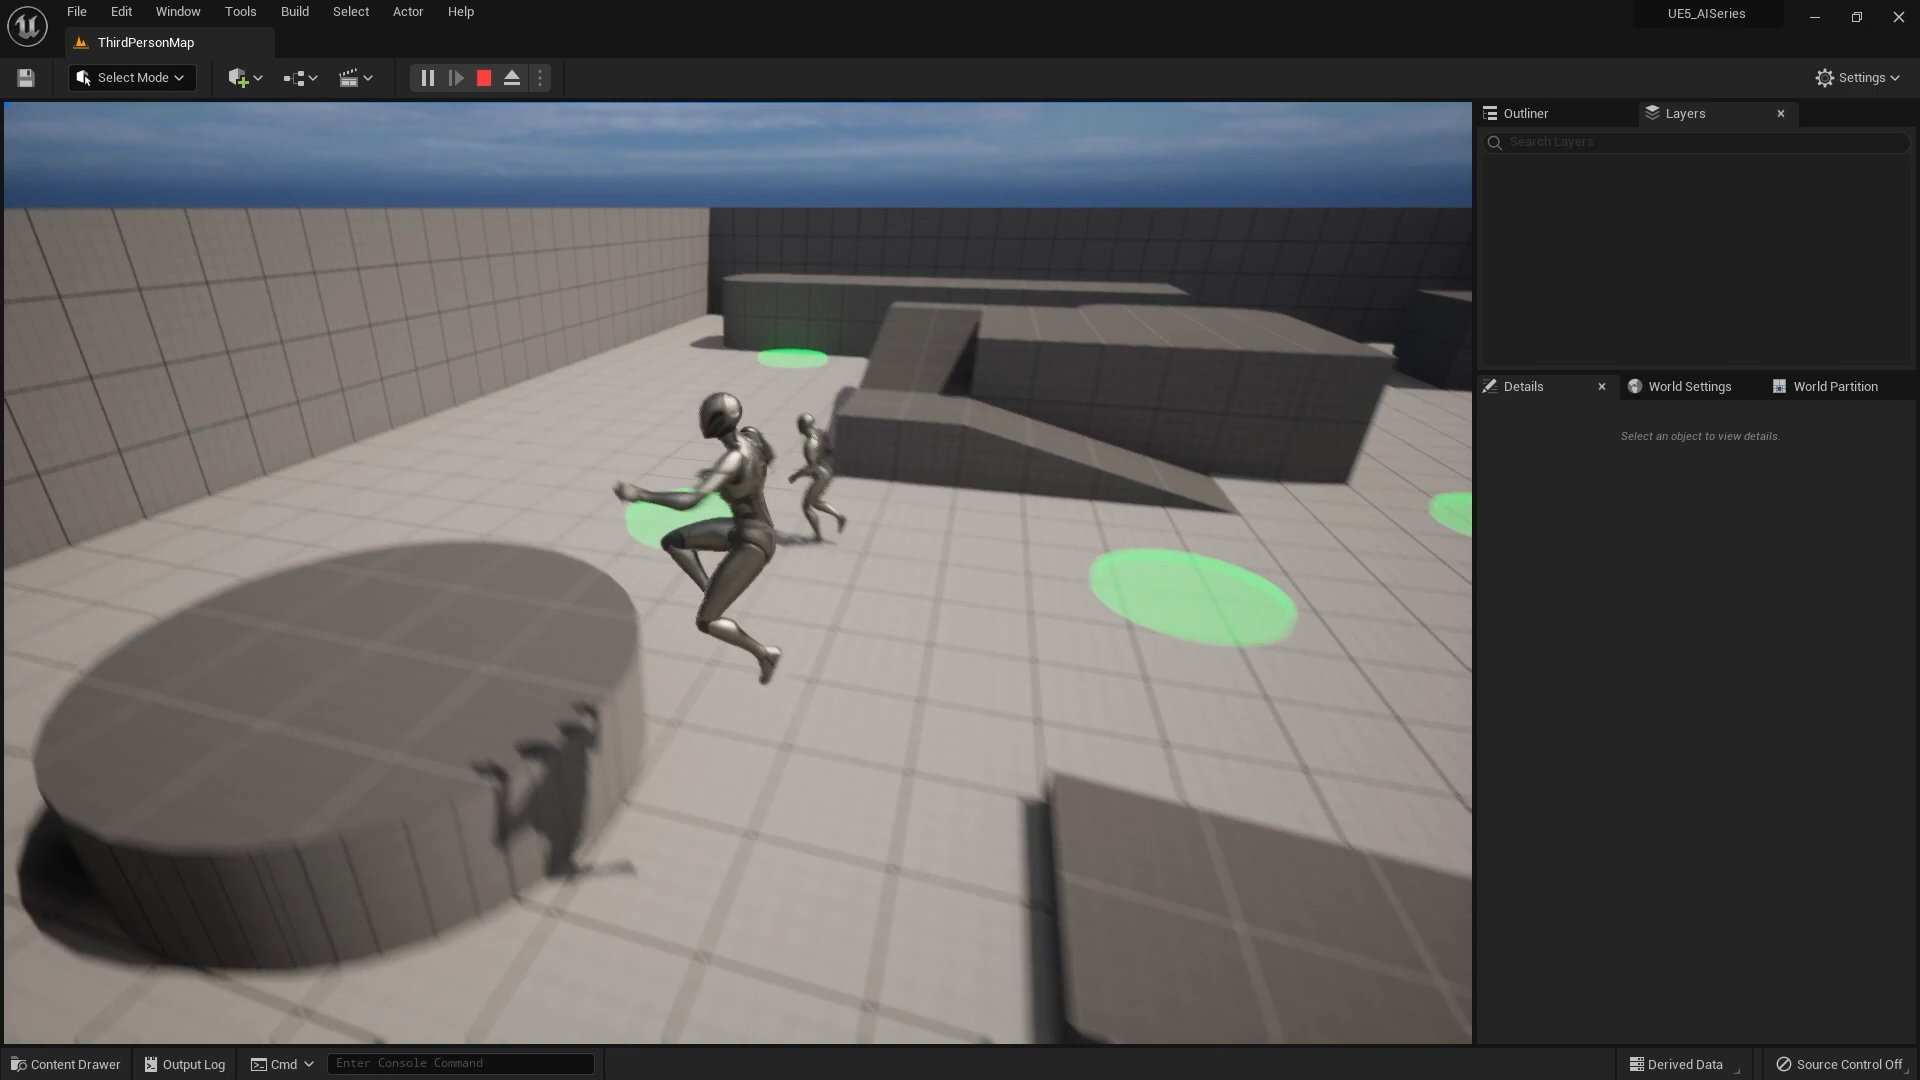 File Edit Window Tools Build Select Actor Help
UE5_AISeries
ThirdPersonMap
Select Mode
Settings
Outliner
Layers
Search Layers
Details
World Settings
World Partition
Select an object to view details.
Content Drawer
Output Log
Cmd
Enter Console Command
Derived Data
Source Control Off